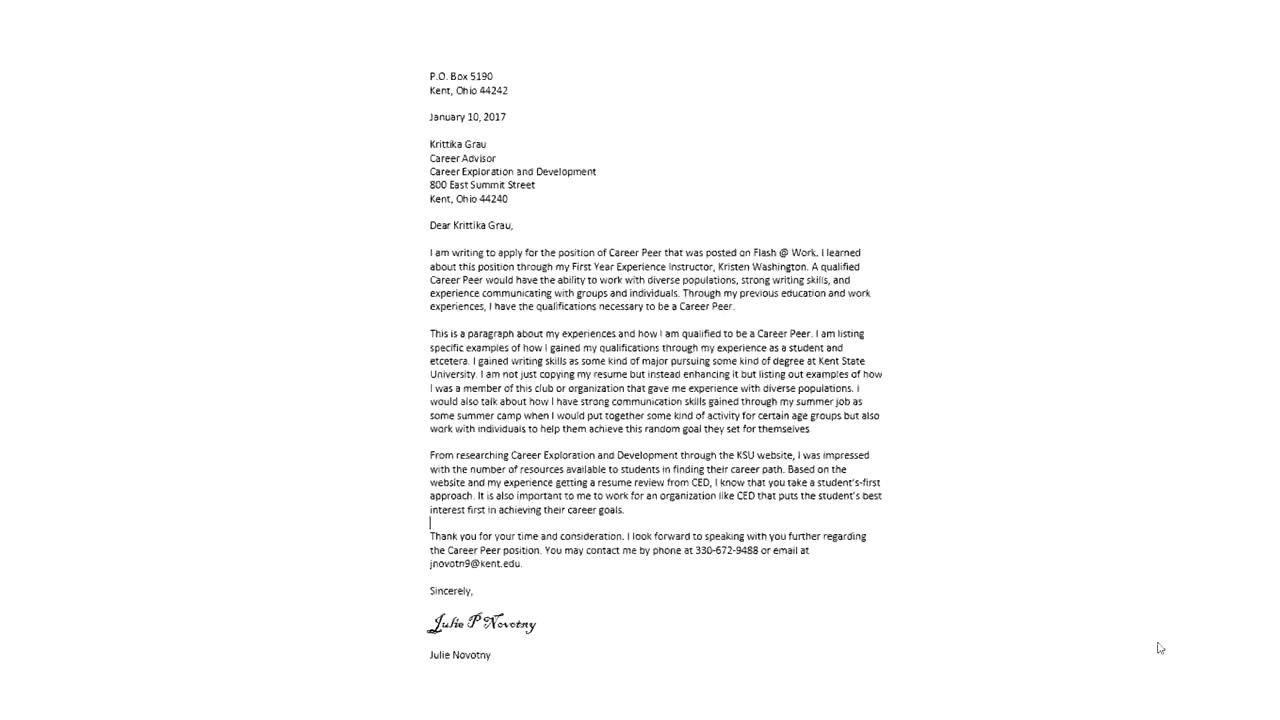 P.O. Box 5190
Kent, Ohio 44242
January 10, 2017
Krittika Grau
Career Advisor
Career Exploration and Development
800 East Summit Street
Kent, Ohio 44240
Dear Krittika Grau,
I am writing to apply for the position of Career Peer that was posted on Flash @ Work. I learned
about this position through my First Year Experience Instructor, Kristen Washington. A qualified
Career Peer would have the ability to work with diverse populations, strong writing skills, and
experience communicating with groups and individuals. Through my previous education and work
experiences, I have the qualifications necessary to be a Career Peer.
This is a paragraph about my experiences and how I am qualified to be a Career Peer. I am listing
specific examples of how I gained my qualifications through my experience as a student and
etcetera. I gained writing skills as some kind of major pursuing some kind of degree at Kent State
University. I am not just copying my resume but instead enhancing it but listing out examples of how
I was a member of this club or organization that gave me experience with diverse populations. I
would also talk about how I have strong communication skills gained through my summer job as
some summer camp when I would put together some kind of activity for certain age groups but also
work with individuals to help them achieve this random goal they set for themselves
From researching Career Exploration and Development through the KSU website, I was impressed
with the number of resources available to students in finding their career path. Based on the
website and my experience getting a resume review from CED, I know that you take a student's-first
approach. It is also important to me to work for an organization like CED that puts the student's best
interest first in achieving their career goals.
Thank you for your time and consideration. I look forward to speaking with you further regarding
the Career Peer position. You may contact me by phone at 330-672-9488 or email at
jnovotn9@kent.edu.
Sincerely,
Julie P Novotny
Julie Novotny